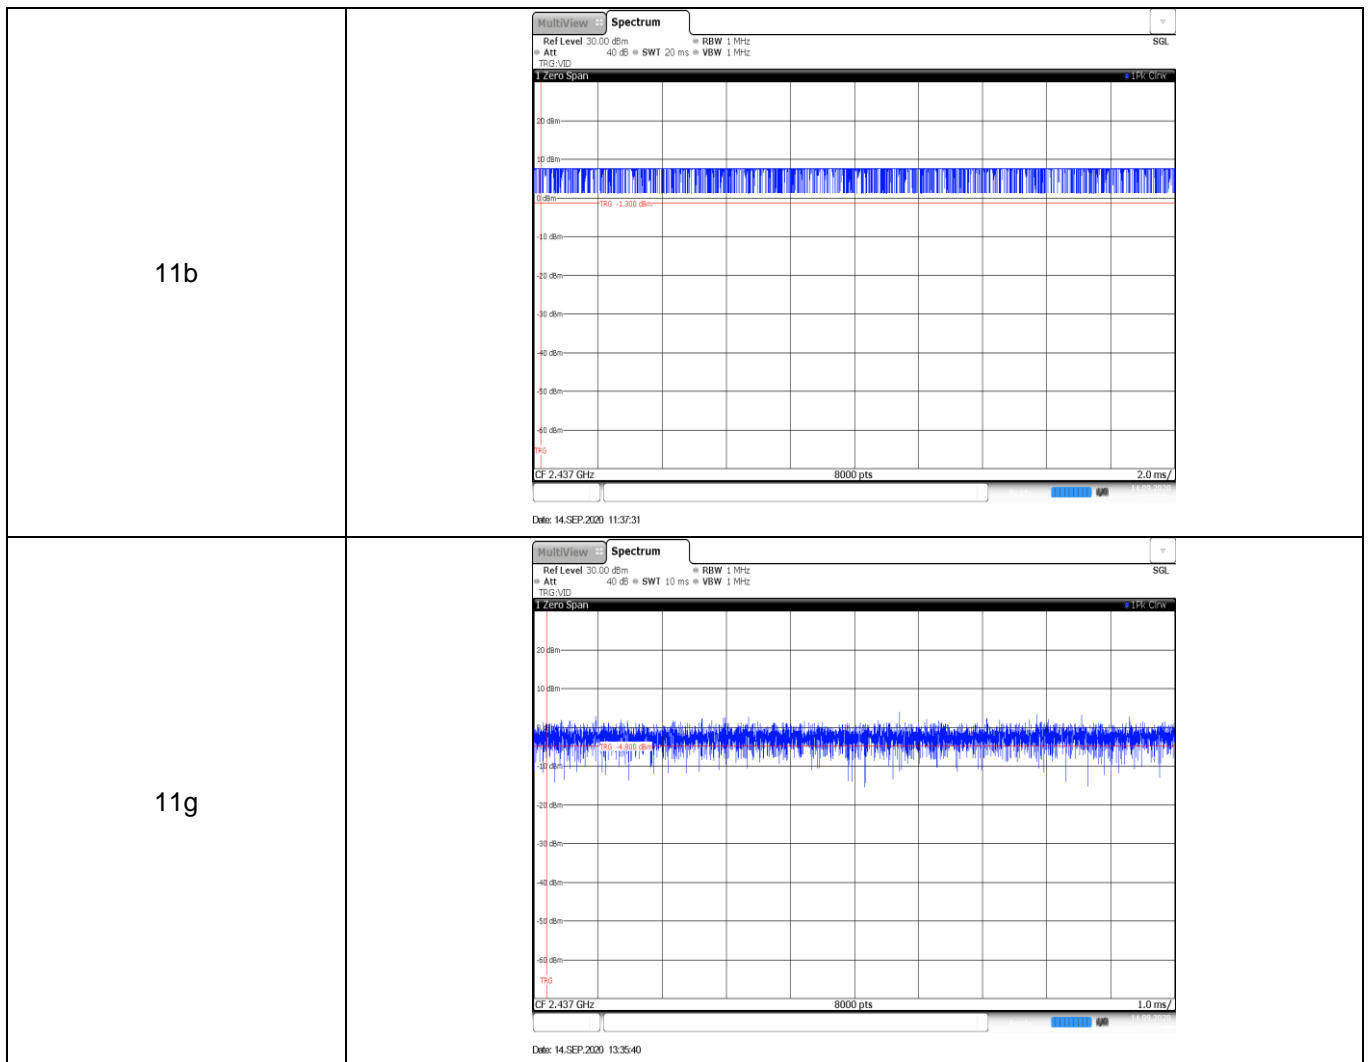 11b
MultiView Spectrum
Ref Level 30.00 dBm RBW 1 MHz SGL
Att 40 dB SWT 20 ms VBW 1 MHz
TRG:VID
1 Zero Span 1Pk Clrw
20 dBm
10 dBm
0 dBm
TRG -1.300 dBm
-10 dBm
-20 dBm
-30 dBm
-40 dBm
-50 dBm
-60 dBm
TRG
CF 2.437 GHz 8000 pts 2.0 ms/
Date: 14.SEP.2020 11:37:31
11g
MultiView Spectrum
Ref Level 30.00 dBm RBW 1 MHz SGL
Att 40 dB SWT 10 ms VBW 1 MHz
TRG:VID
1 Zero Span 1Pk Clrw
20 dBm
10 dBm
TRG -4.800 dBm
-10 dBm
-20 dBm
-30 dBm
-40 dBm
-50 dBm
-60 dBm
TRG
CF 2.437 GHz 8000 pts 1.0 ms/
Date: 14.SEP.2020 13:35:40